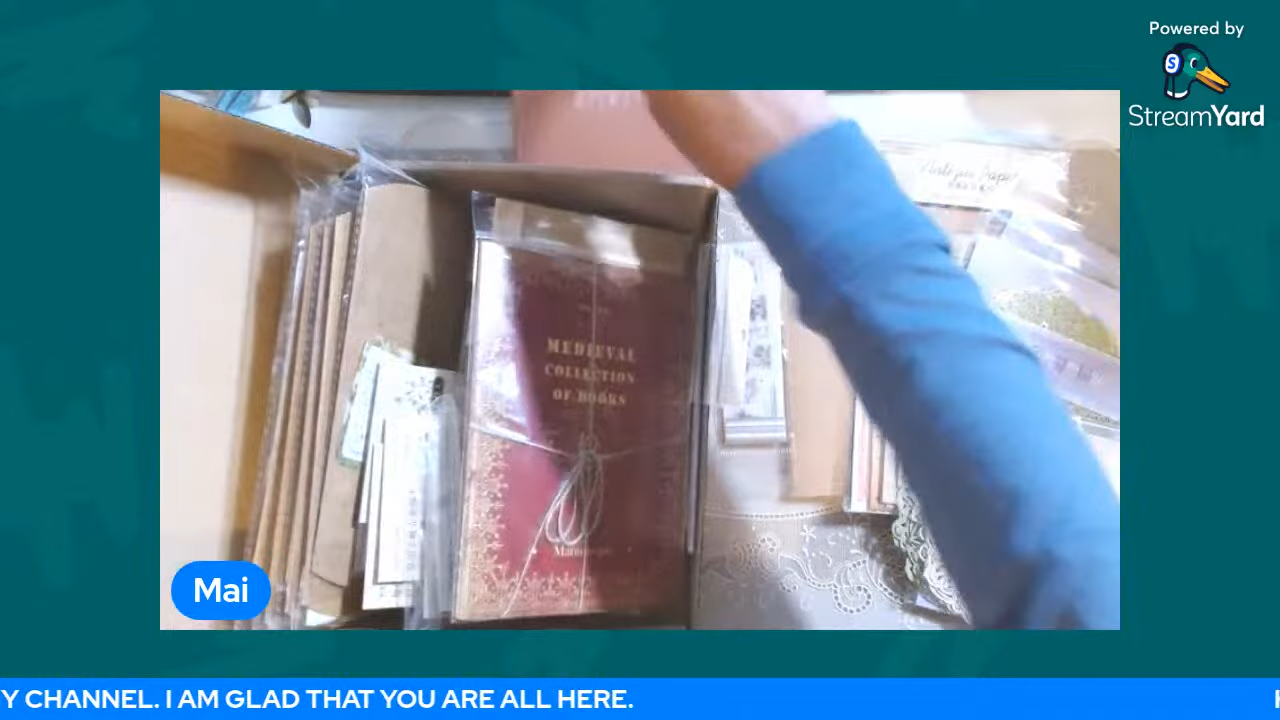 Powered by
StreamYard
MEDIEVAL
COLLECTION
OF BOOKS
Mai
Y CHANNEL. I AM GLAD THAT YOU ARE ALL HERE.